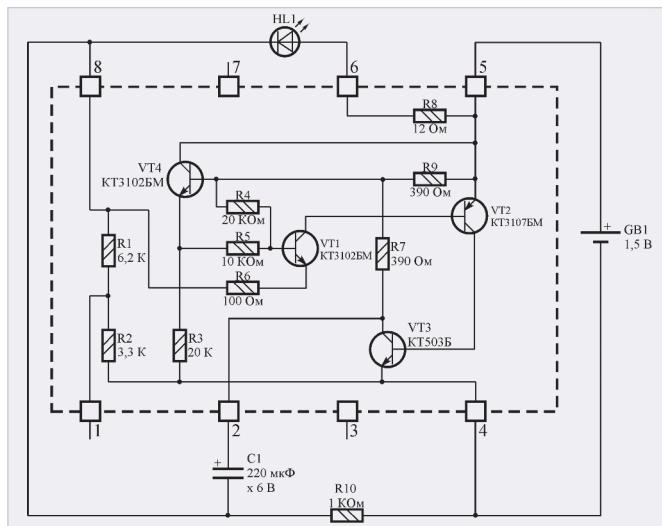 HL1
8
7
6
5
R8
12 Ом
VT4
КТ3102БМ
R9
390 Ом
R4
20 КОм
VT2
КТ3107БМ
R1
6,2 К
R5
10 КОм
VT1
КТ3102БМ
R7
390 Ом
+
GB1
1,5 В
R6
100 Ом
R2
3,3 К
R3
20 К
VT3
КТ503Б
1
2
3
4
+
C1
220 мкФ
х 6 В
R10
1 КОм